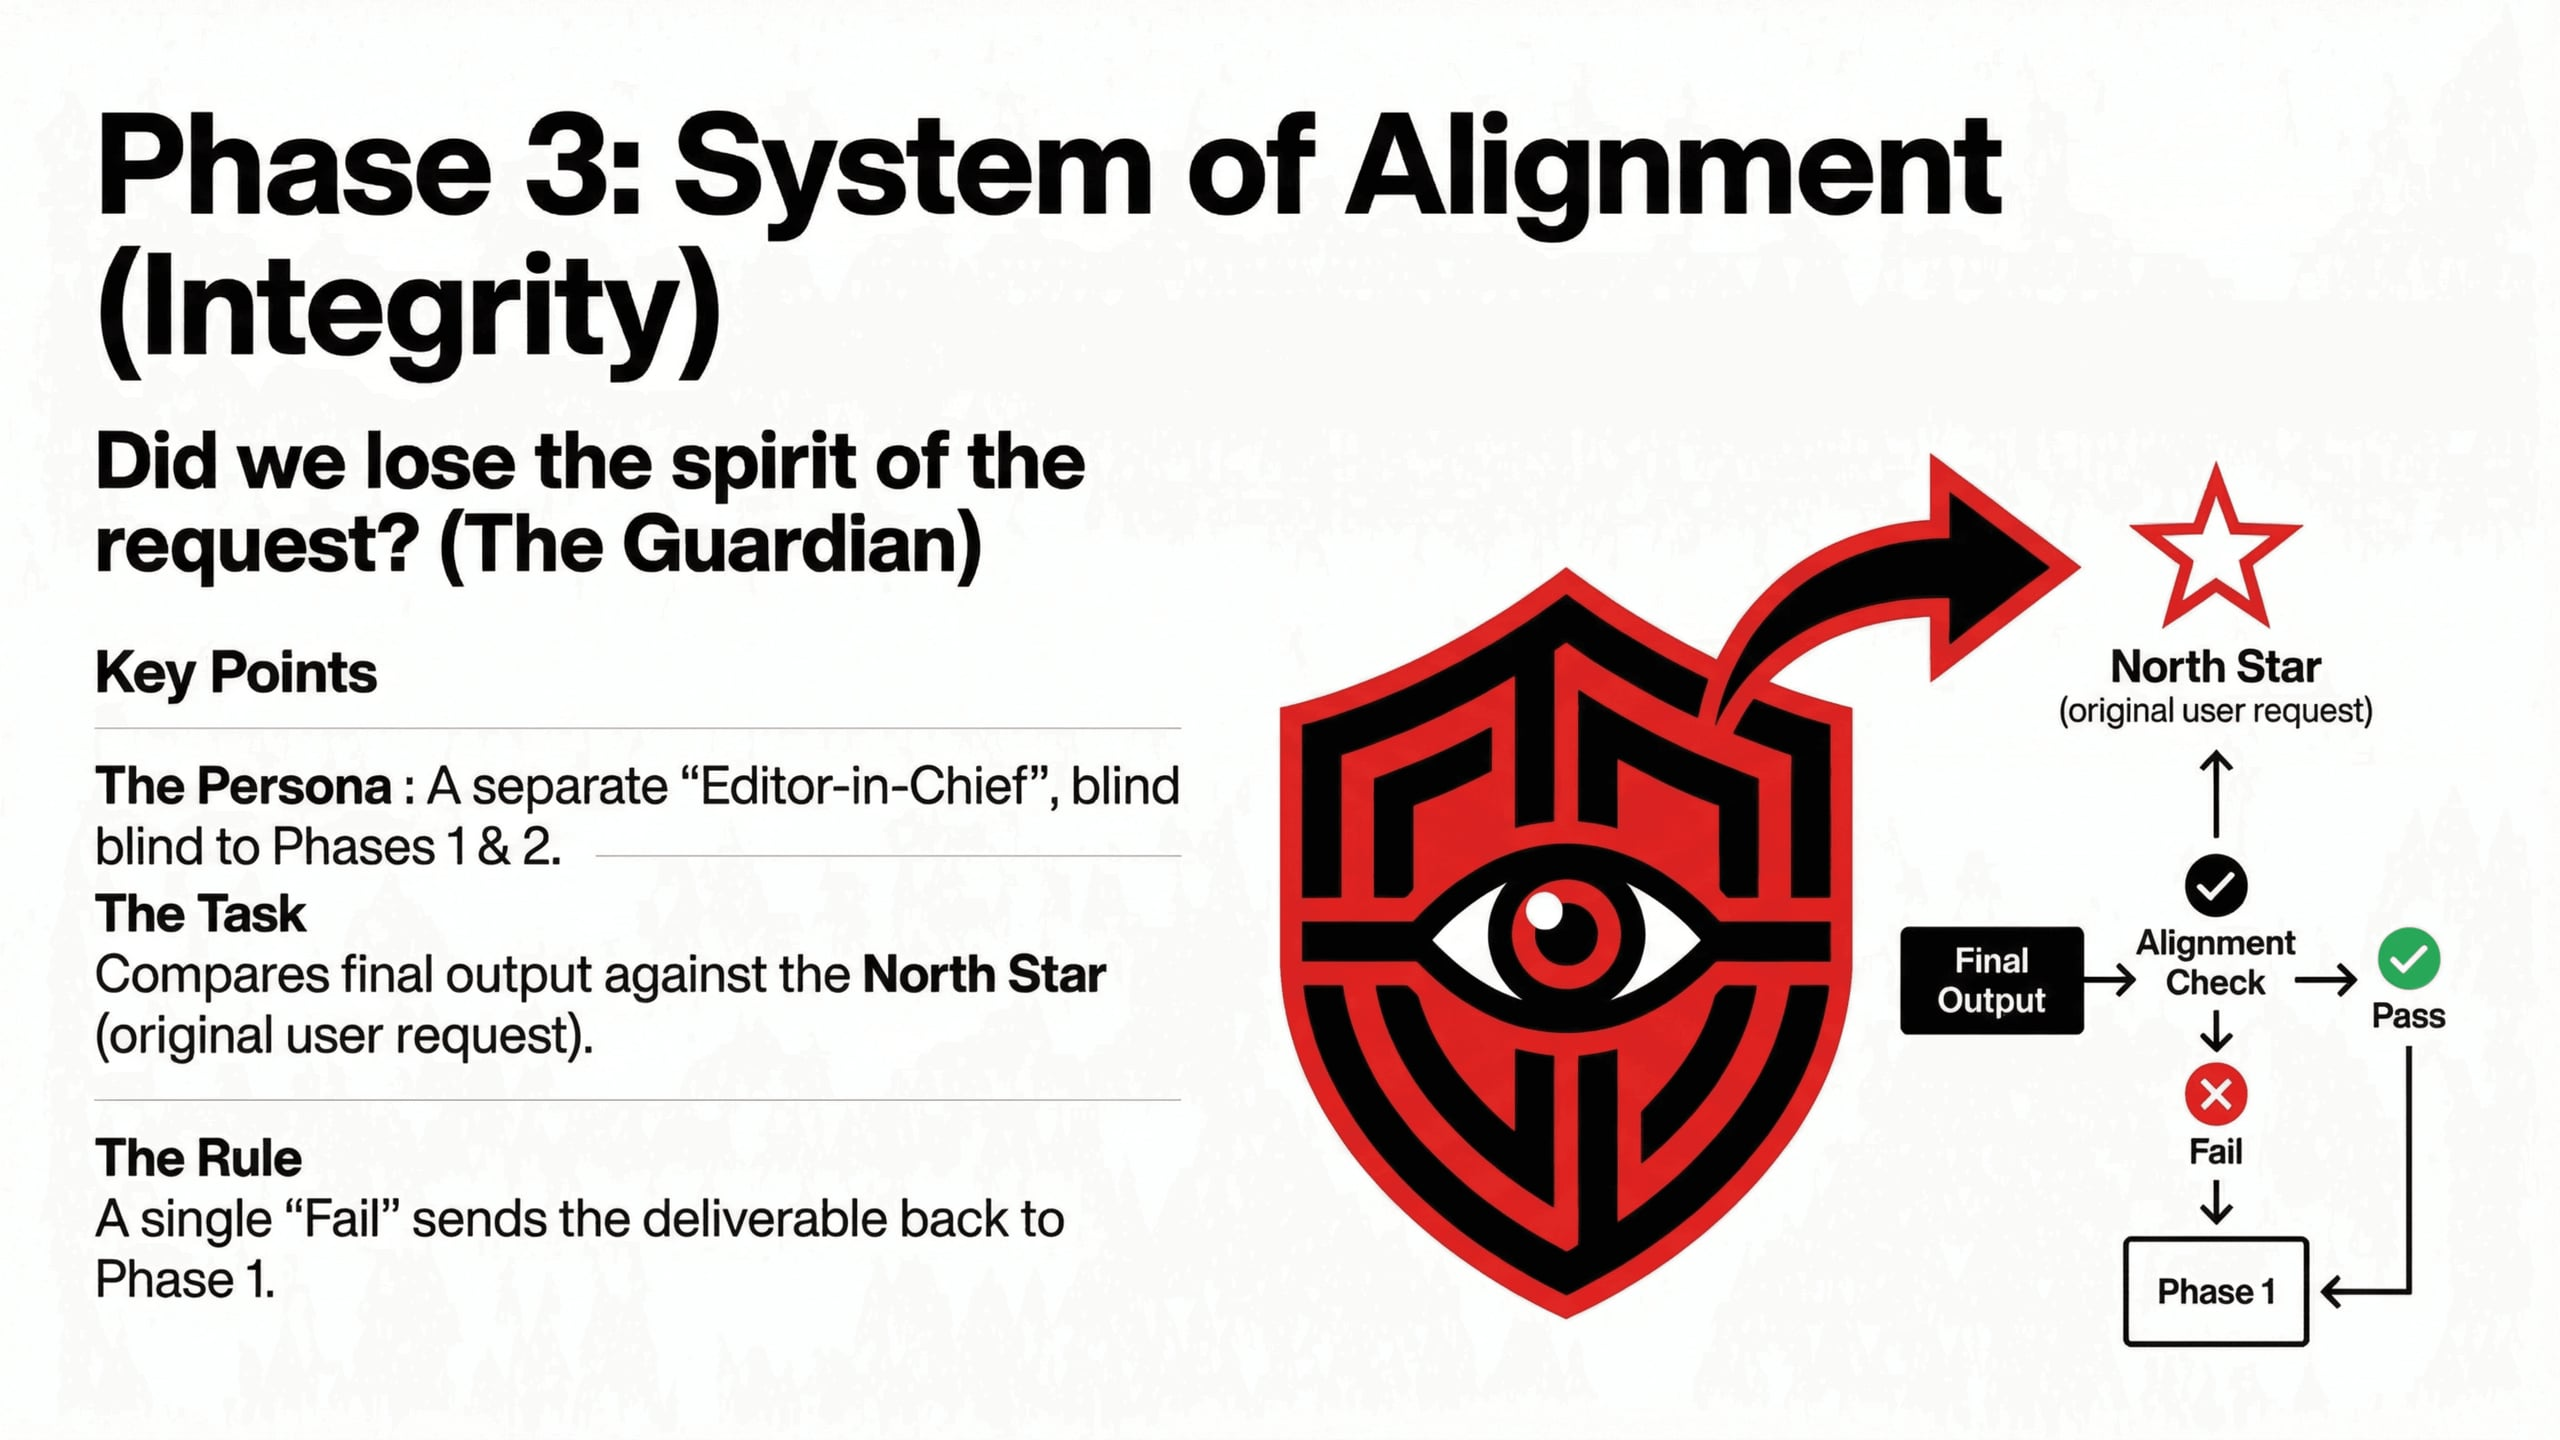 Phase 3: System of Alignment
(Integrity)
Did we lose the spirit of the
request? (The Guardian)
Key Points
The Persona : A separate “Editor-in-Chief”, blind
blind to Phases 1 & 2.
The Task
Compares final output against the North Star
(original user request).
The Rule
A single “Fail” sends the deliverable back to
Phase 1.
North Star
(original user request)
Final
Output
Alignment
Check
Pass
Fail
Phase 1